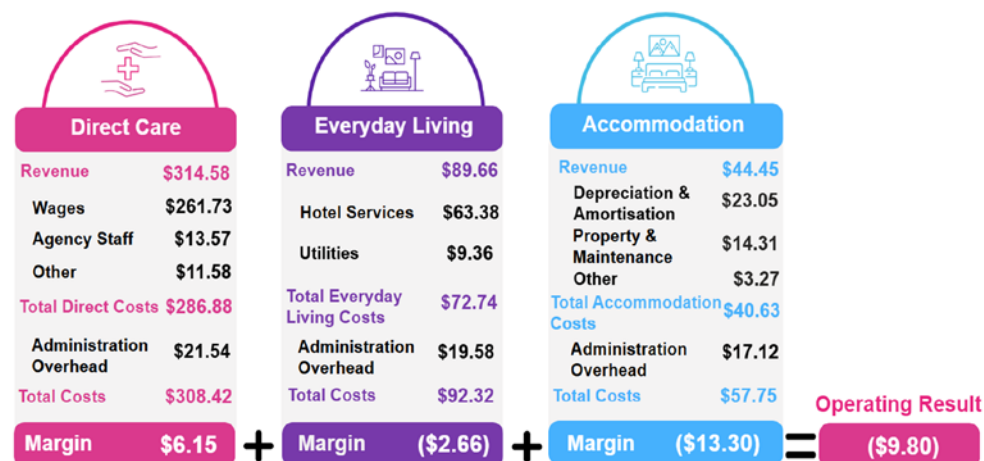 Direct Care
Revenue $314.58
Wages $261.73
Agency Staff $13.57
Other $11.58
Total Direct Costs $286.88
Administration
Overhead $21.54
Total Costs $308.42
Margin $6.15
+
Everyday Living
Revenue $89.66
Hotel Services $63.38
Utilities $9.36
Total Everyday
Living Costs $72.74
Administration
Overhead $19.58
Total Costs $92.32
Margin ($2.66)
+
Accommodation
Revenue $44.45
Depreciation &
Amortisation $23.05
Property &
Maintenance $14.31
Other $3.27
Total Accommodation
Costs $40.63
Administration
Overhead $17.12
Total Costs $57.75
Margin ($13.30)
=
Operating Result
($9.80)